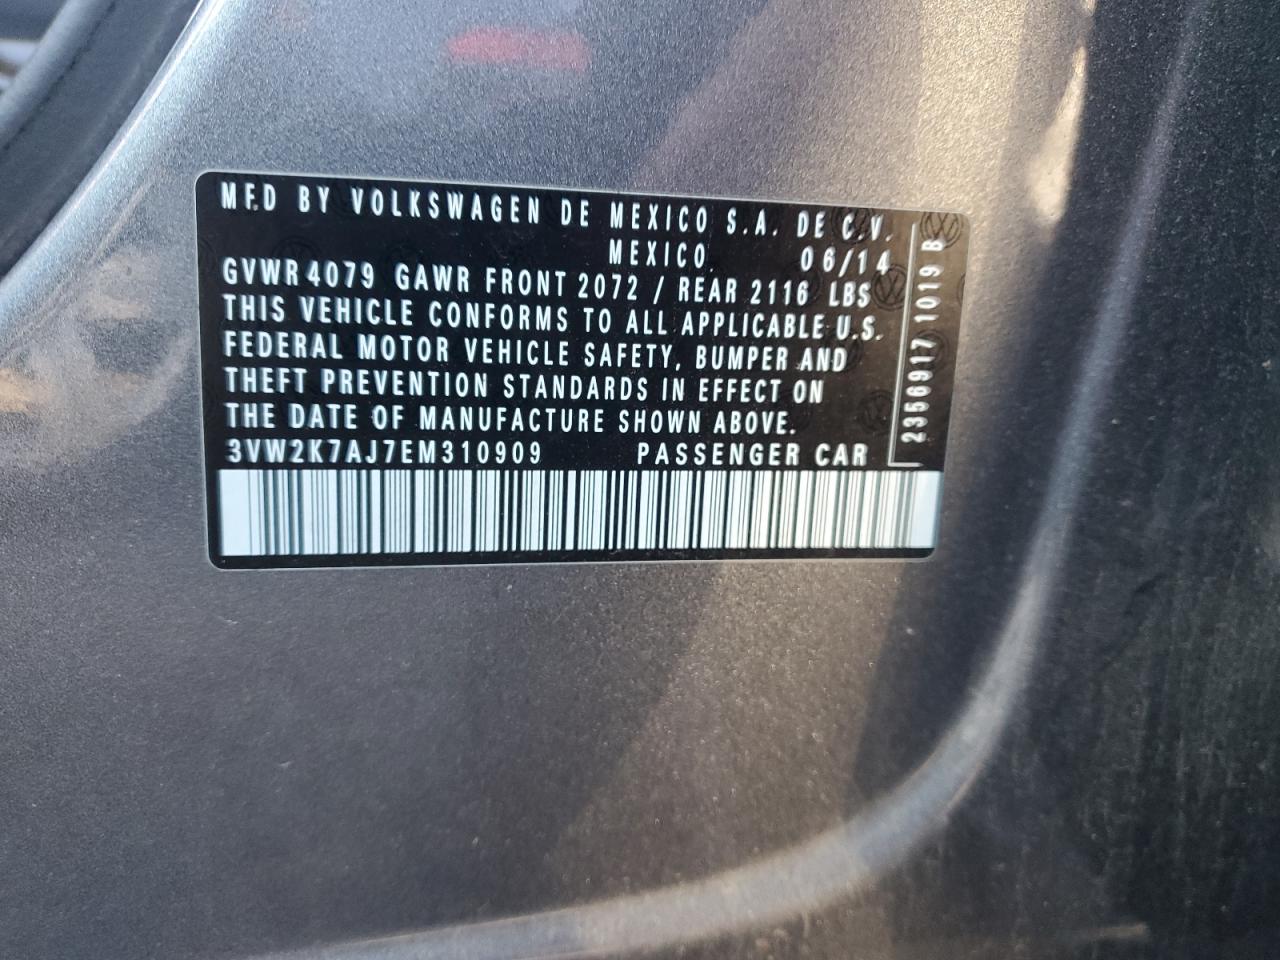 MFD BY VOLKSWAGEN DE MEXICO S.A. DE C.V.
MEXICO 06/14
GVWR 4079 GAWR FRONT 2072 / REAR 2116 LBS
THIS VEHICLE CONFORMS TO ALL APPLICABLE U.S.
FEDERAL MOTOR VEHICLE SAFETY, BUMPER AND
THEFT PREVENTION STANDARDS IN EFFECT ON
THE DATE OF MANUFACTURE SHOWN ABOVE.
3VW2K7AJ7EM310909 PASSENGER CAR
2356917 1019 B